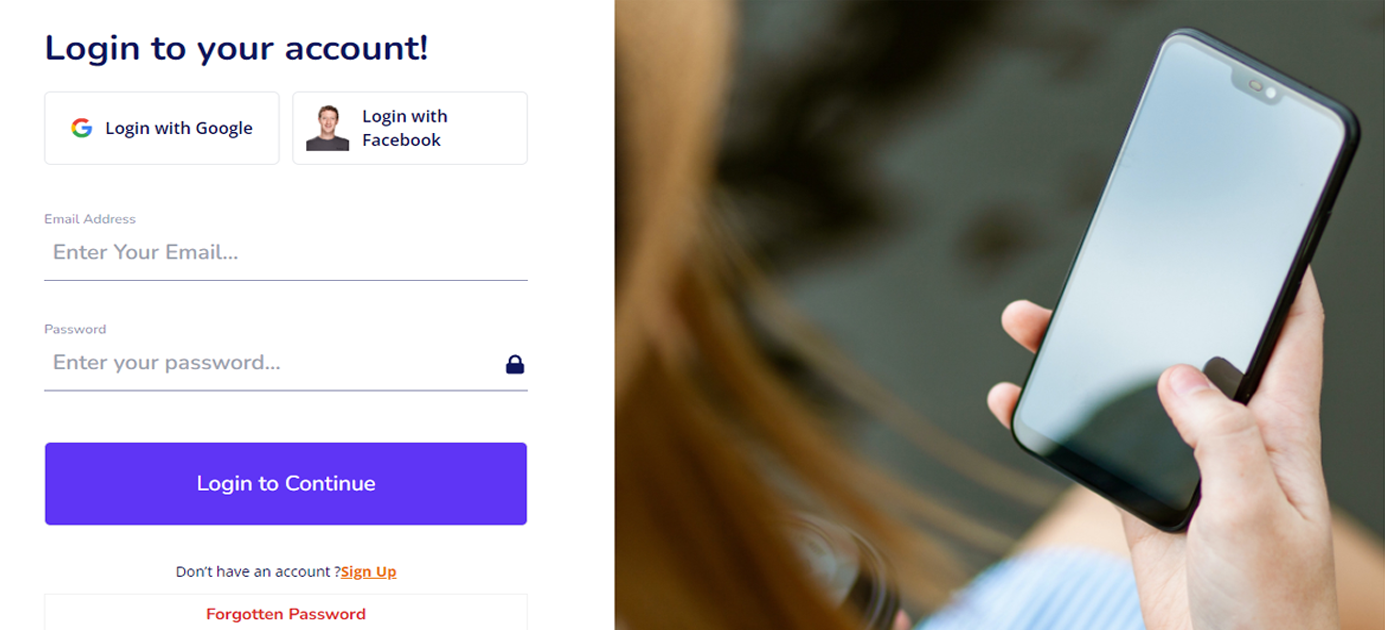 Login to your account!
Login with Google
Login with
Facebook
Email Address
Enter Your Email...
Password
Enter your password...
Login to Continue
Don't have an account ?Sign Up
Forgotten Password